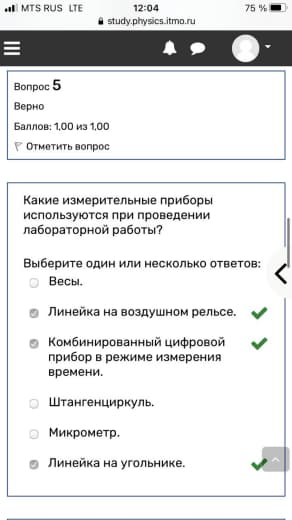 MTS RUS LTE 12:04 75 %
study.physics.itmo.ru
Вопрос 5
Верно
Баллов: 1,00 из 1,00
Отметить вопрос
Какие измерительные приборы
используются при проведении
лабораторной работы?
Выберите один или несколько ответов:
Весы.
Линейка на воздушном рельсе.
Комбинированный цифровой
прибор в режиме измерения
времени.
Штангенциркуль.
Микрометр.
Линейка на угольнике.